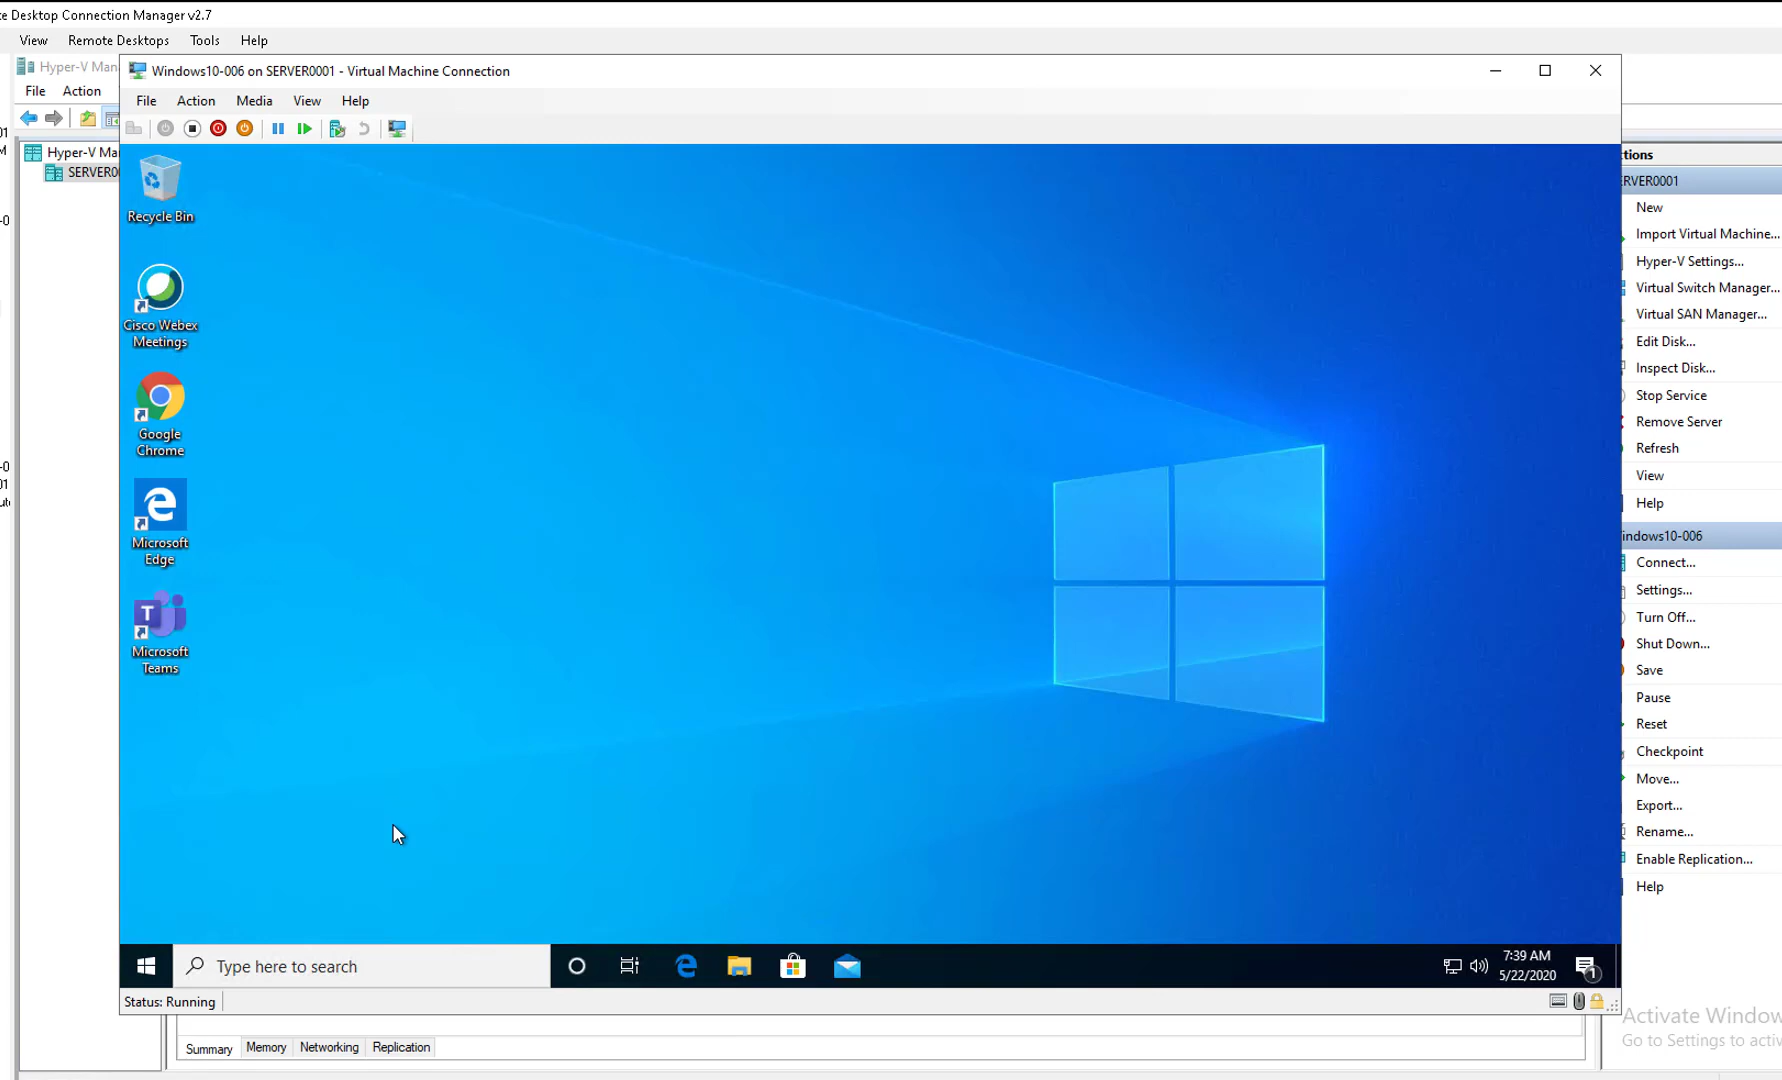 e Desktop Connection Manager v2.7
View Remote Desktops Tools Help
Hyper-V Man
File Action
Hyper-V Ma
SERVER0
Windows10-006 on SERVER0001 - Virtual Machine Connection
File Action Media View Help
Recycle Bin
Cisco Webex
Meetings
Google
Chrome
Microsoft
Edge
T
Microsoft
Teams
Type here to search
7:39 AM
5/22/2020
1
Status: Running
Summary Memory Networking Replication
tions
RVER0001
New
Import Virtual Machine...
Hyper-V Settings...
Virtual Switch Manager...
Virtual SAN Manager...
Edit Disk...
Inspect Disk...
Stop Service
Remove Server
Refresh
View
Help
indows10-006
Connect...
Settings...
Turn Off...
Shut Down...
Save
Pause
Reset
Checkpoint
Move...
Export...
Rename...
Enable Replication...
Help
Activate Window
Go to Settings to activ